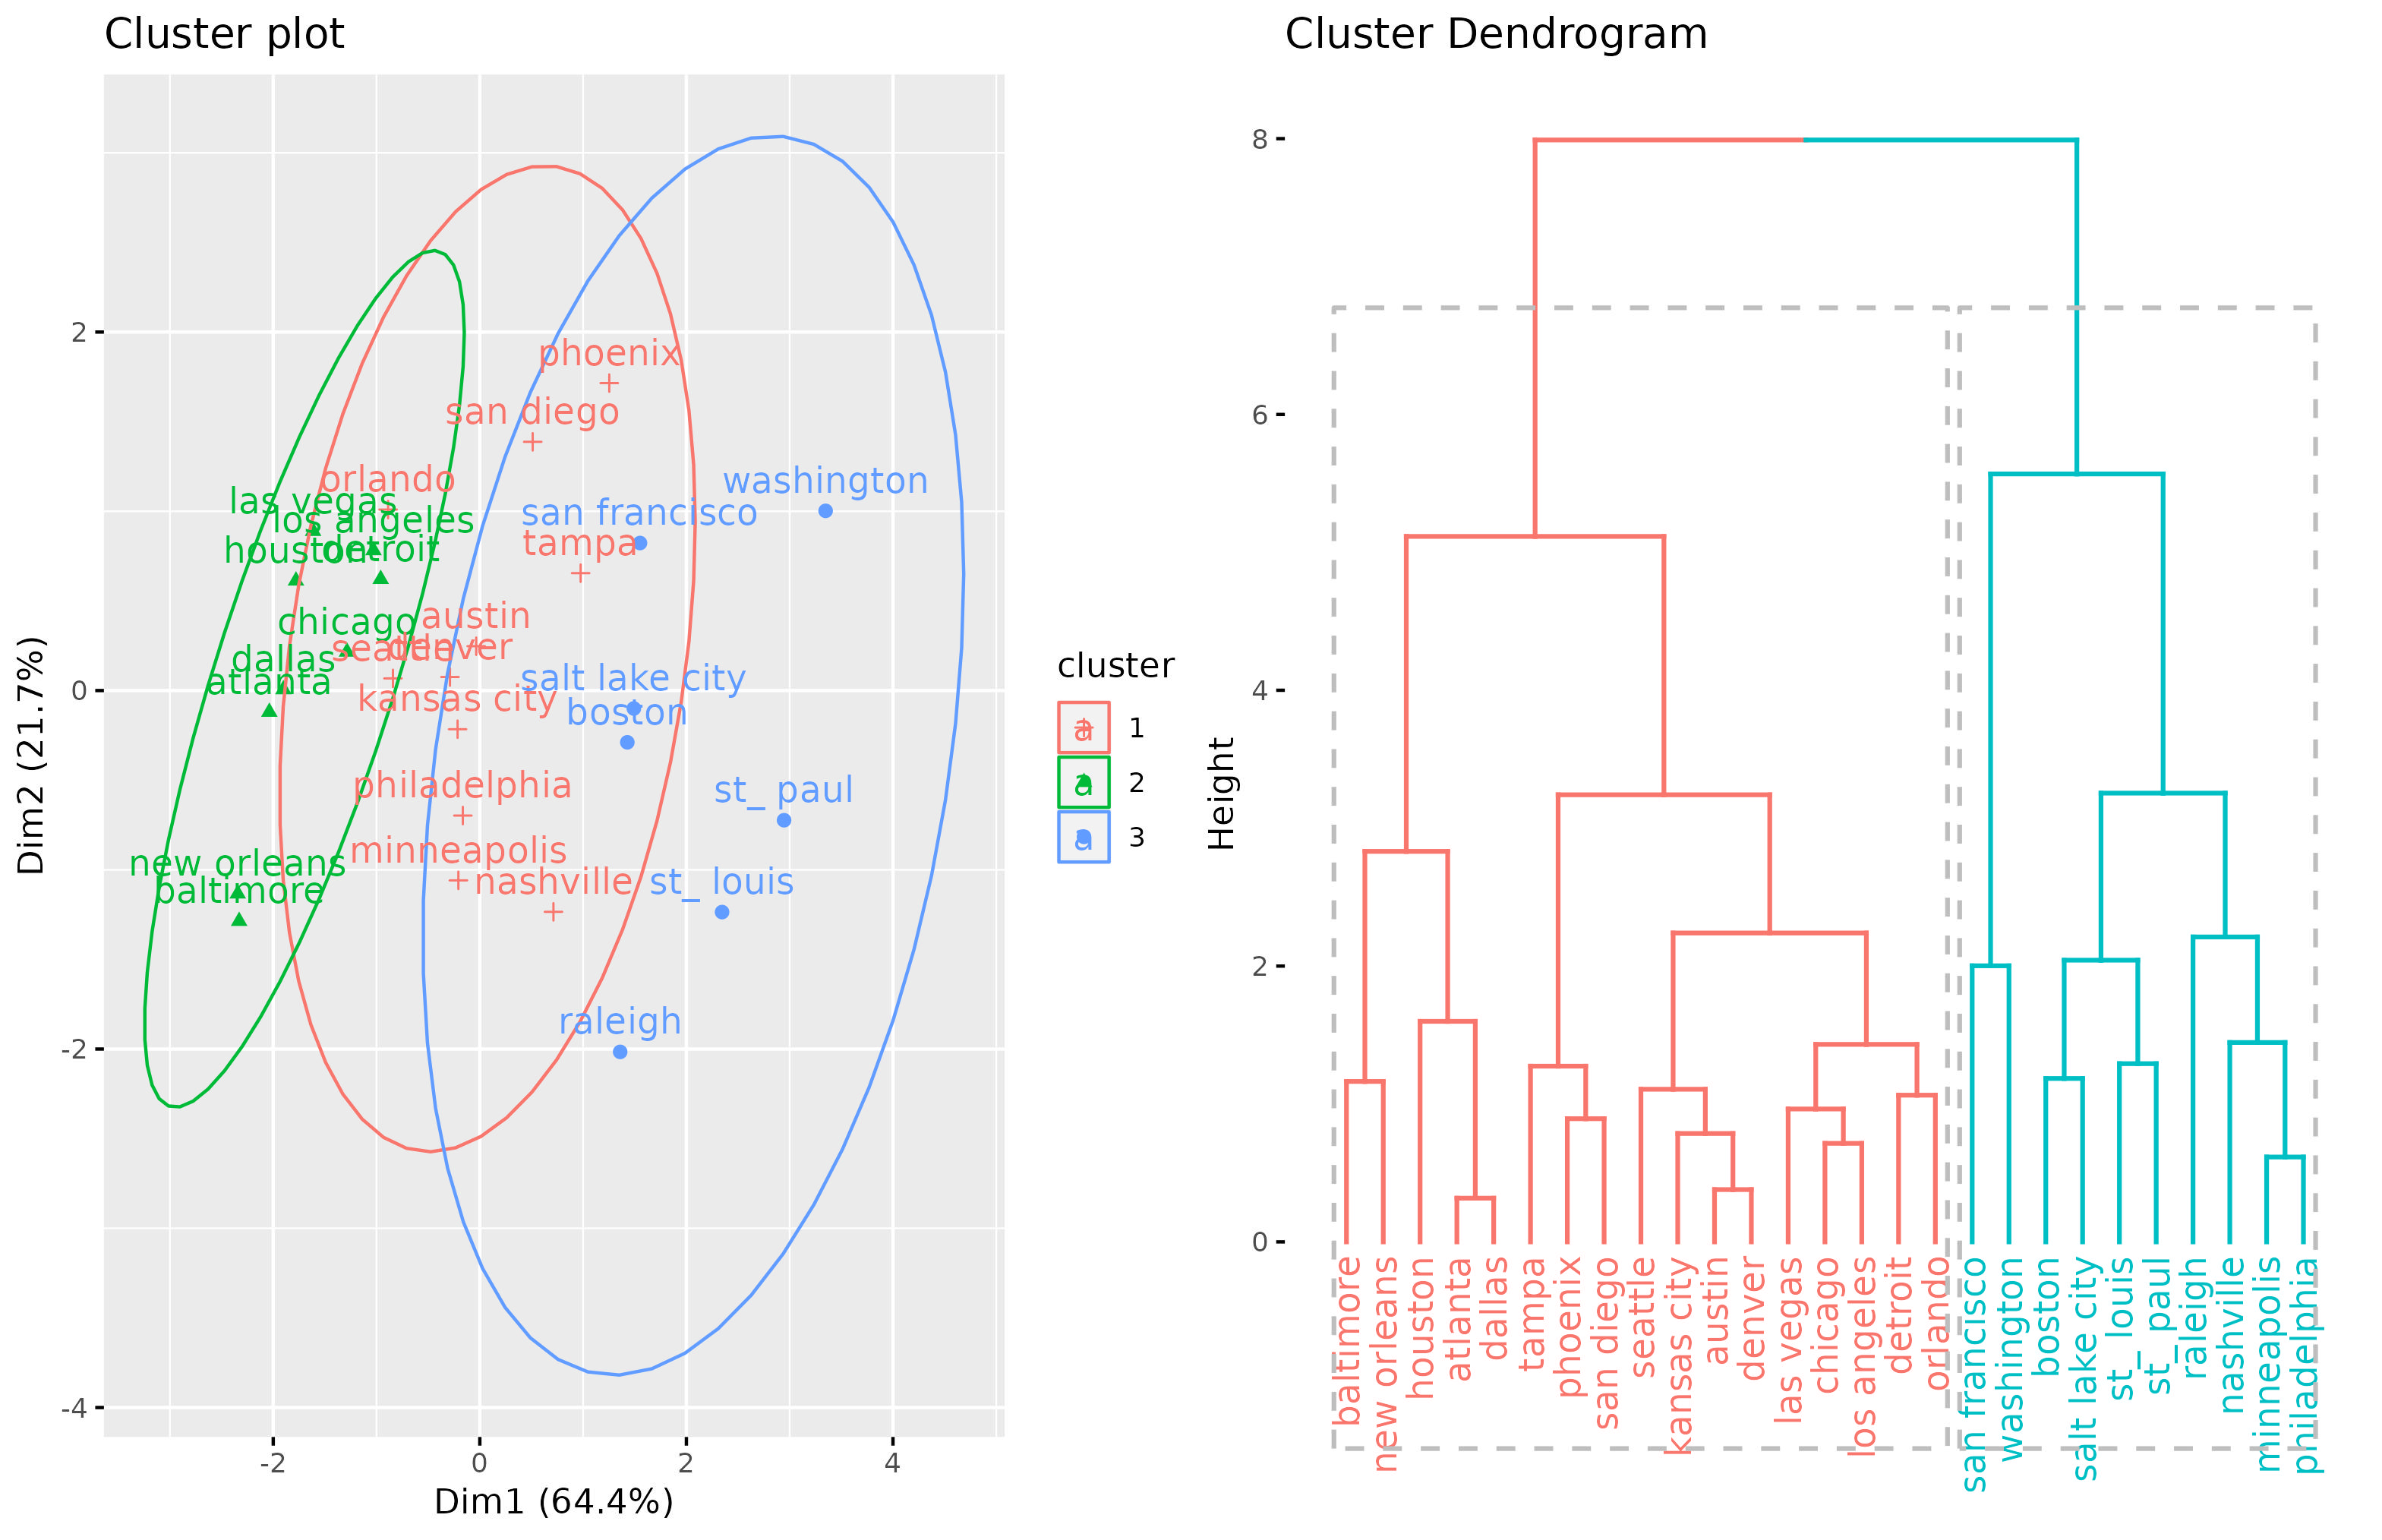 Cluster plot
phoenix
san diego
washington
orlando
las vegas
san francisco
los angeles
tampa
houston
detroit
austin
chicago
denver
seattle
dallas
salt lake city
atlanta
kansas city
boston
philadelphia
st_ paul
minneapolis
new orleans
nashville
st_ louis
baltimore
raleigh
2
0
-2
-4
-2
0
2
4
Dim1 (64.4%)
Dim2 (21.7%)
cluster
a 1
a 2
a 3
Cluster Dendrogram
8
6
4
2
0
Height
baltimore
new orleans
houston
atlanta
dallas
tampa
phoenix
san diego
seattle
kansas city
austin
denver
las vegas
chicago
los angeles
detroit
orlando
san francisco
washington
boston
salt lake city
st_ louis
st_ paul
raleigh
nashville
minneapolis
philadelphia